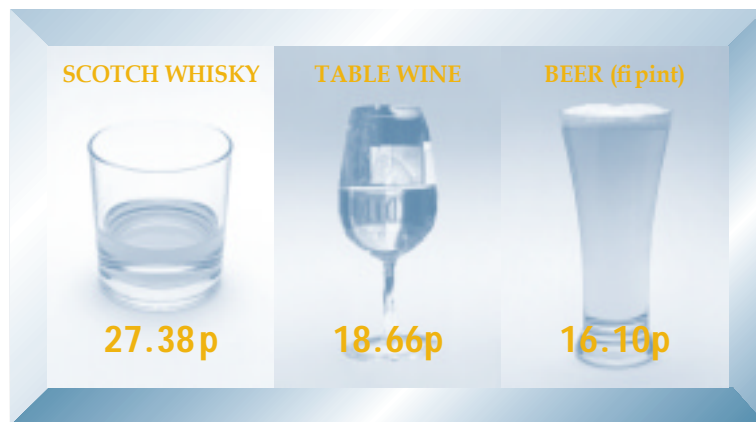 SCOTCH WHISKY
TABLE WINE
BEER (fi pint)
27.38p
18.66p
16.10p